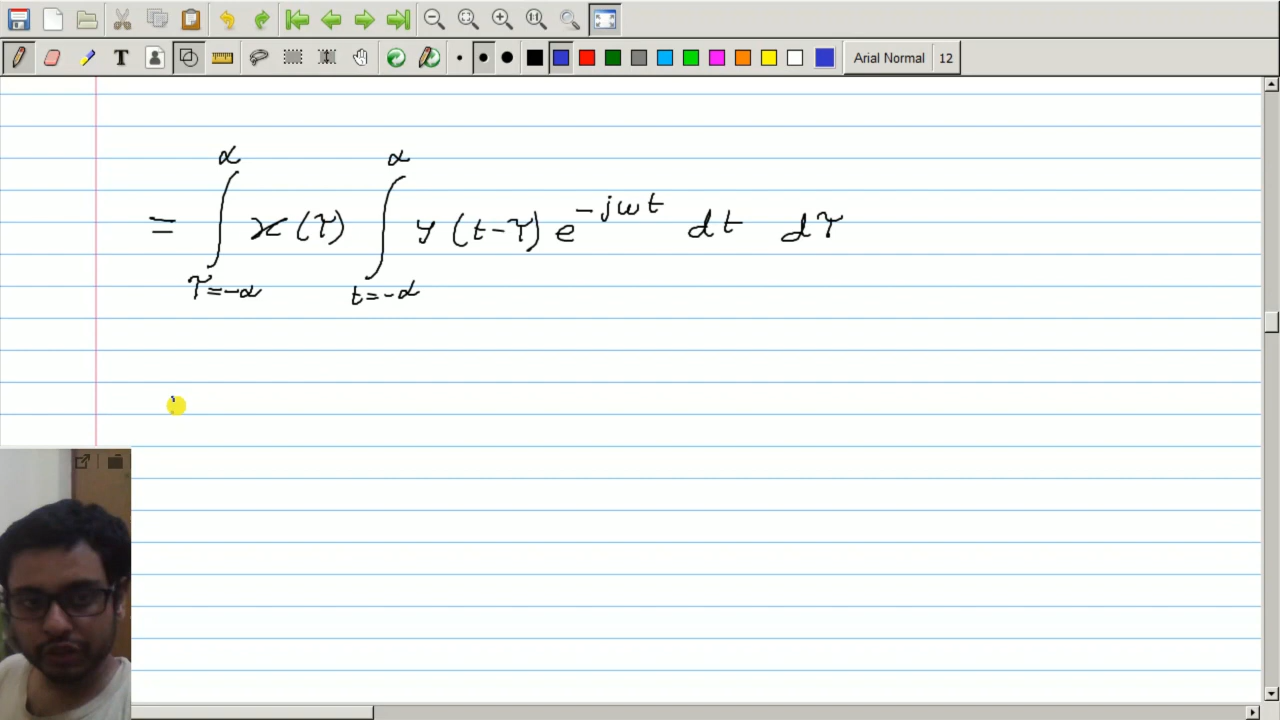 Arial Normal 12
α α
= ∫ x(τ) ∫ y(t-τ) e^{-jωt} dt dτ
τ=-α t=-α